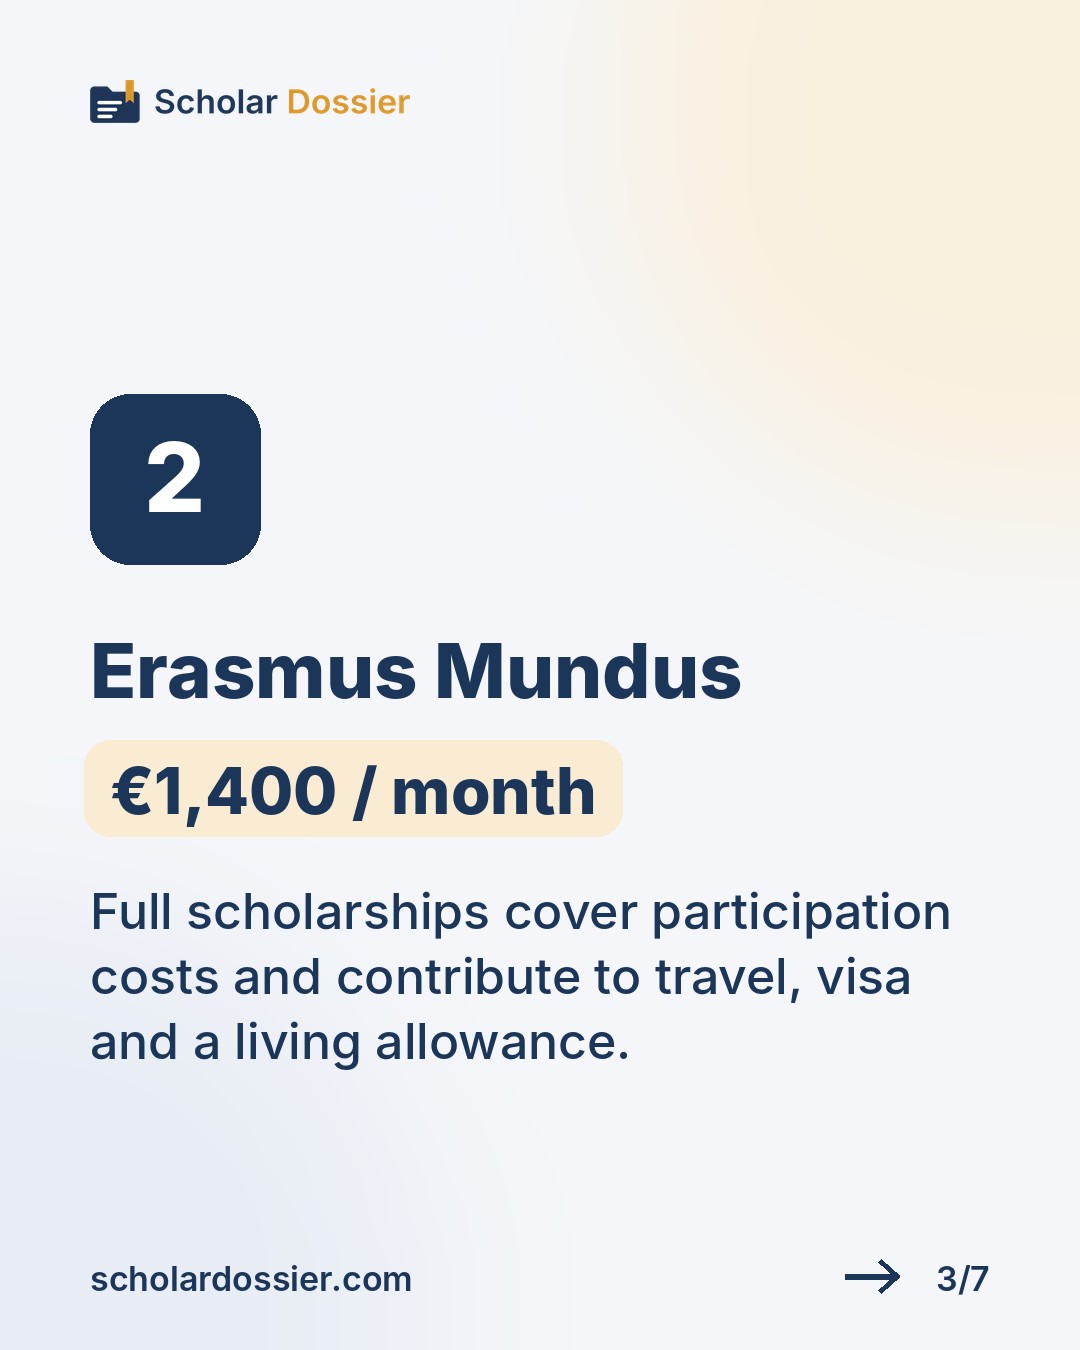 Scholar Dossier
2
Erasmus Mundus
€1,400 / month
Full scholarships cover participation
costs and contribute to travel, visa
and a living allowance.
scholardossier.com
3/7